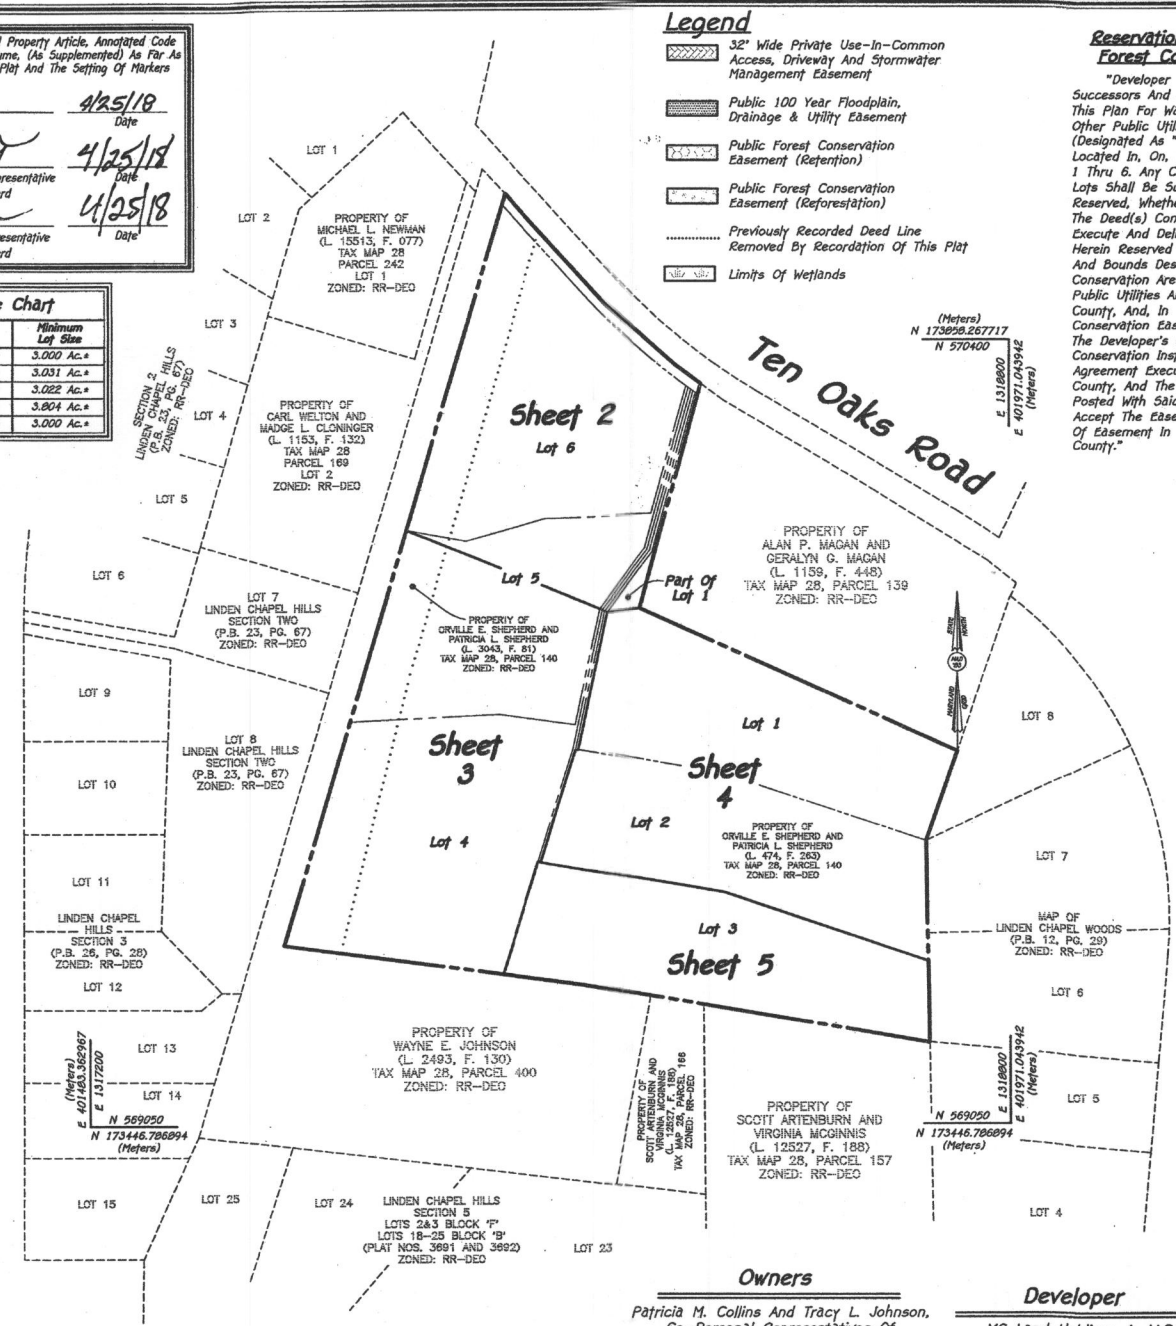 Property Article, Annotated Code
(As Supplemented) As Far As
Plat And The Setting Of Markers
4/25/18
Date
4/25/18
Date
4/25/18
Date
Chart
Minimum
Lot Size
3.000 Ac.±
3.031 Ac.±
3.022 Ac.±
3.804 Ac.±
3.000 Ac.±
Legend
32' Wide Private Use-In-Common
Access, Driveway And Stormwater
Management Easement
Public 100 Year Floodplain,
Drainage & Utility Easement
Public Forest Conservation
Easement (Retention)
Public Forest Conservation
Easement (Reforestation)
Previously Recorded Deed Line
Removed By Recordation Of This Plat
Limits Of Wetlands
"Developer
Successors And
This Plan For
Other Public
(Designated As
Located In, On,
1 Thru 6. Any
Lots Shall Be
Reserved,
The Deed(s)
Execute And
Herein Reserved
And Bounds
Conservation
Public Utilities
County, And, In
Conservation
The Developer's
Conservation
Agreement
County, And The
Posted With
Accept The
Of Easement In
County."
LOT 1
LOT 2
LOT 3
LOT 4
LOT 5
LOT 6
PROPERTY OF
MICHAEL L. NEWMAN
(L. 15513, F. 077)
TAX MAP 28
PARCEL 242
LOT 1
ZONED: RR-DEO
SECTION 2
LINDEN CHAPEL HILLS
(P.B. 23, PG. 67)
ZONED: RR-DEO
PROPERTY OF
CARL WELTON AND
MADGE L. CLONINGER
(L. 1153, F. 132)
TAX MAP 28
PARCEL 169
LOT 2
ZONED: RR-DEO
(Meters)
N 173858.267717
N 570400
E 1318800
E 401971.043942
(Meters)
Ten Oaks Road
Sheet 2
Lot 6
PROPERTY OF
ALAN P. MAGAN AND
GERALYN G. MAGAN
(L. 1159, F. 448)
TAX MAP 28, PARCEL 139
ZONED: RR-DEO
Lot 5
Part Of
Lot 1
LOT 7
LINDEN CHAPEL HILLS
SECTION TWO
(P.B. 23, PG. 67)
ZONED: RR-DEO
PROPERTY OF
ORVILLE E. SHEPHERD AND
PATRICIA L. SHEPHERD
(L. 3043, F. 81)
TAX MAP 28, PARCEL 140
ZONED: RR-DEO
LOT 9
LOT 10
LOT 11
LOT 8
LINDEN CHAPEL HILLS
SECTION TWO
(P.B. 23, PG. 67)
ZONED: RR-DEO
Sheet
3
Lot 4
Lot 1
Sheet
4
Lot 2
PROPERTY OF
ORVILLE E. SHEPHERD AND
PATRICIA L. SHEPHERD
(L. 474, F. 263)
TAX MAP 28, PARCEL 140
ZONED: RR-DEO
Lot 3
Sheet 5
LOT 8
LOT 7
MAP OF
LINDEN CHAPEL WOODS
(P.B. 12, PG. 29)
ZONED: RR-DEO
LOT 6
LOT 5
LOT 4
LINDEN CHAPEL
HILLS
SECTION 3
(P.B. 26, PG. 28)
ZONED: RR-DEO
LOT 12
LOT 13
LOT 14
LOT 15
(Meters)
E 401483.362967
E 1317200
N 569050
N 173446.786894
(Meters)
PROPERTY OF
WAYNE E. JOHNSON
(L. 2493, F. 130)
TAX MAP 28, PARCEL 400
ZONED: RR-DEO
PROPERTY OF
SCOTT ARTENBURN AND
VIRGINIA MCGINNIS
(L. 12527, F. 188)
TAX MAP 28, PARCEL 166
ZONED: RR-DEO
PROPERTY OF
SCOTT ARTENBURN AND
VIRGINIA MCGINNIS
(L. 12527, F. 188)
TAX MAP 28, PARCEL 157
ZONED: RR-DEO
E 1318800
E 401971.043942
(Meters)
N 569050
N 173446.786894
(Meters)
LOT 25
LOT 24
LINDEN CHAPEL HILLS
SECTION 5
LOTS 2&3 BLOCK 'F'
LOTS 18-25 BLOCK 'B'
(PLAT NOS. 3691 AND 3692)
ZONED: RR-DEO
LOT 23
Owners
Patricia M. Collins And Tracy L. Johnson,
Developer